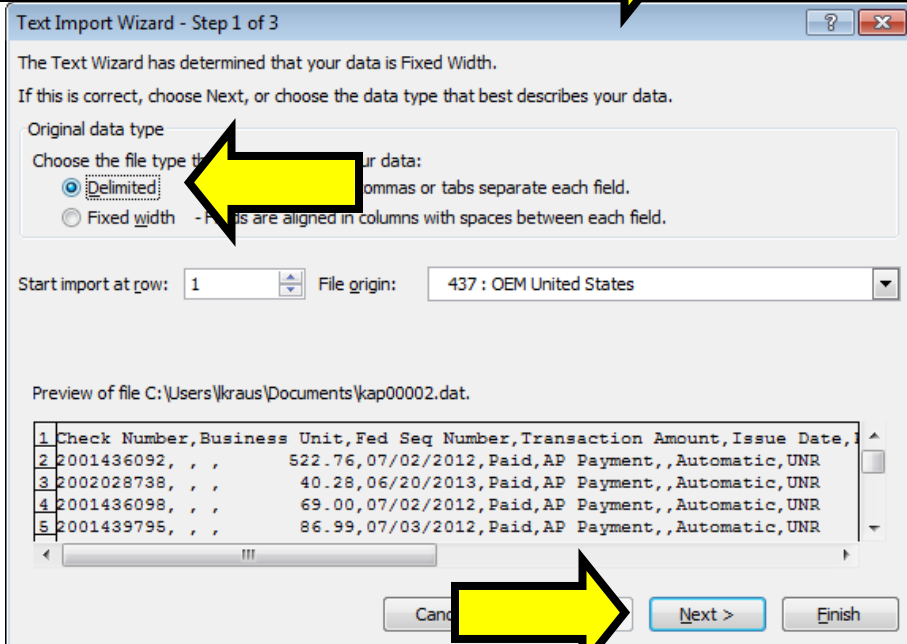 Text Import Wizard - Step 1 of 3
The Text Wizard has determined that your data is Fixed Width.
If this is correct, choose Next, or choose the data type that best describes your data.
Original data type
Choose the file type ur data:
Delimited ommas or tabs separate each field.
Fixed width - are aligned in columns with spaces between each field.
Start import at row: 1 File origin: 437 : OEM United States
Preview of file C:\Users\lkraus\Documents\kap00002.dat.
1 Check Number,Business Unit,Fed Seq Number,Transaction Amount,Issue Date,
2 2001436092, , , 522.76,07/02/2012,Paid,AP Payment,,Automatic,UNR
3 2002028738, , , 40.28,06/20/2013,Paid,AP Payment,,Automatic,UNR
4 2001436098, , , 69.00,07/02/2012,Paid,AP Payment,,Automatic,UNR
5 2001439795, , , 86.99,07/03/2012,Paid,AP Payment,,Automatic,UNR
Canc Next > Finish